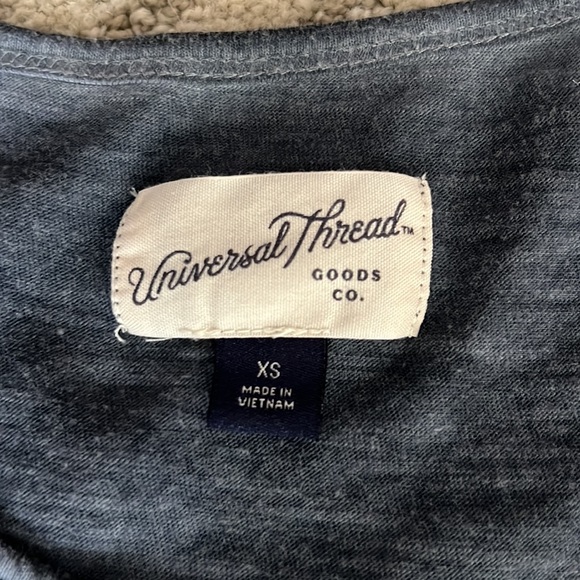 Universal Thread™
GOODS
CO.
XS
MADE IN
VIETNAM